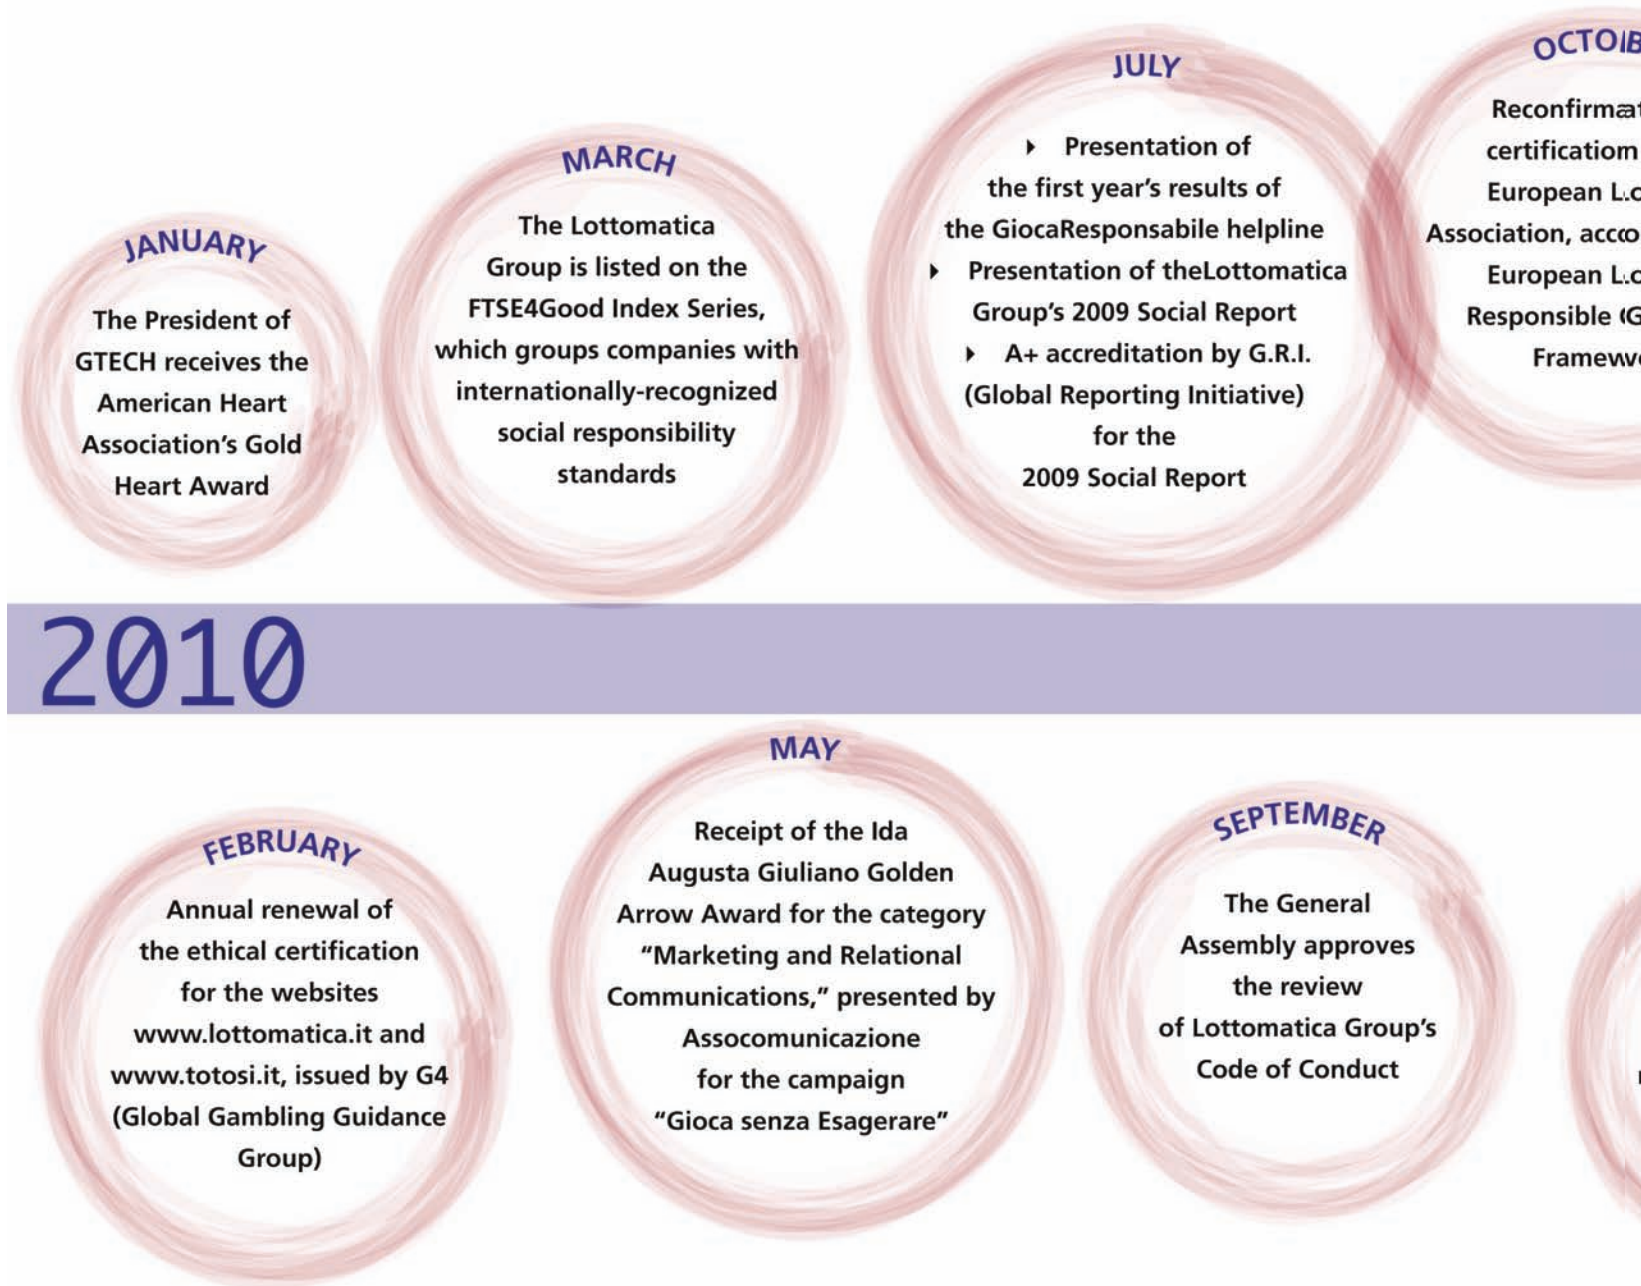 JANUARY
The President of
GTECH receives the
American Heart
Association’s Gold
Heart Award
MARCH
The Lottomatica
Group is listed on the
FTSE4Good Index Series,
which groups companies with
internationally-recognized
social responsibility
standards
JULY
‣ Presentation of
the first year’s results of
the GiocaResponsabile helpline
‣ Presentation of theLottomatica
Group’s 2009 Social Report
‣ A+ accreditation by G.R.I.
(Global Reporting Initiative)
for the
2009 Social Report
European
Association,
European
Responsible
2010
FEBRUARY
Annual renewal of
the ethical certification
for the websites
www.lottomatica.it and
www.totosi.it, issued by G4
(Global Gambling Guidance
Group)
MAY
Receipt of the Ida
Augusta Giuliano Golden
Arrow Award for the category
“Marketing and Relational
Communications,” presented by
Assocomunicazione
for the campaign
“Gioca senza Esagerare”
SEPTEMBER
The General
Assembly approves
the review
of Lottomatica Group’s
Code of Conduct